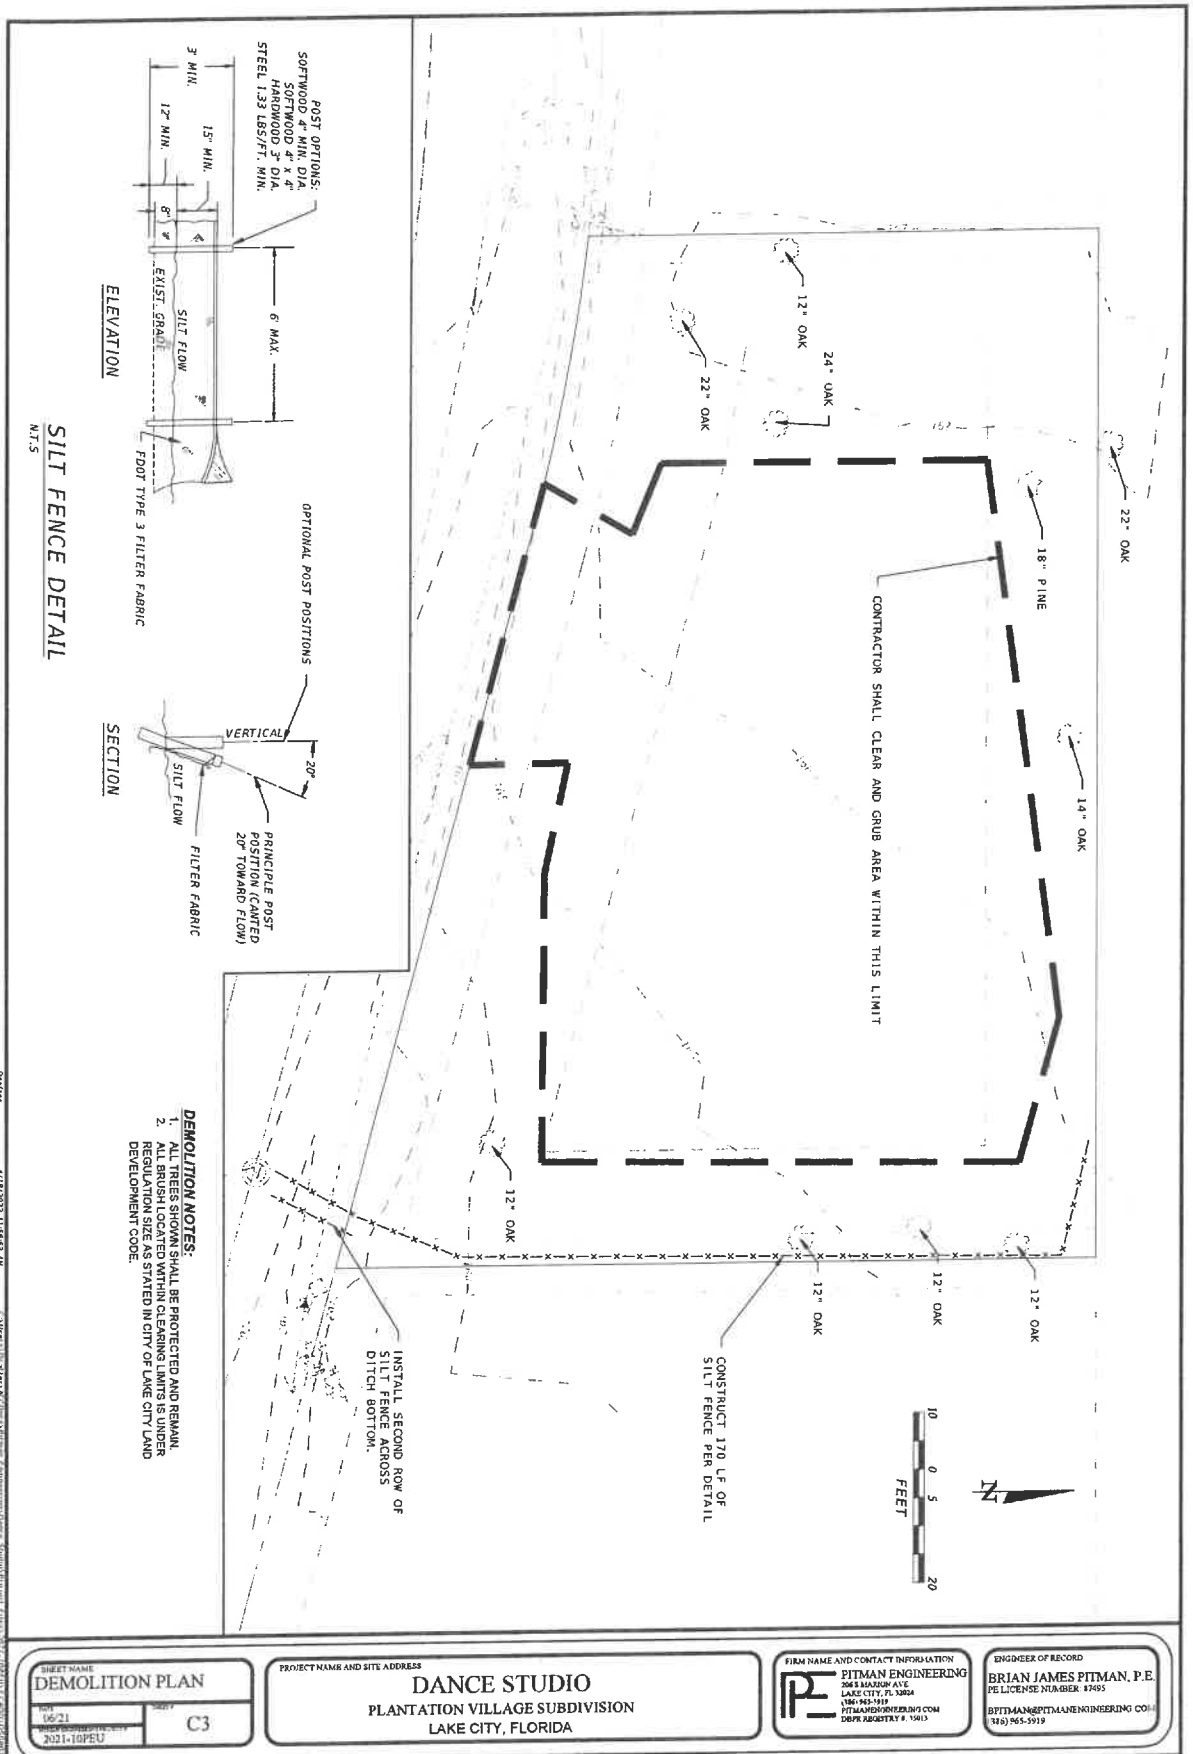 POST OPTIONS:
SOFTWOOD 4" MIN. DIA.
SOFTWOOD 4" x 4"
HARDWOOD 3" DIA.
STEEL 1.33 LBS/FT. MIN.
3' MIN.
15" MIN.
12" MIN.
8"
6' MAX.
EXIST. GRADE
SILT FLOW
FDOT TYPE 3 FILTER FABRIC
ELEVATION
OPTIONAL POST POSITIONS
VERTICAL
20°
PRINCIPLE POST
POSITION (CANTED
20° TOWARD FLOW)
SILT FLOW
FILTER FABRIC
SECTION
SILT FENCE DETAIL
N.T.S
12" OAK
22" OAK
24" OAK
22" OAK
18" PINE
14" OAK
CONTRACTOR SHALL CLEAR AND GRUB AREA WITHIN THIS LIMIT
12" OAK
12" OAK
12" OAK
12" OAK
CONSTRUCT 170 LF OF
SILT FENCE PER DETAIL
INSTALL SECOND ROW OF
SILT FENCE ACROSS
DITCH BOTTOM.
10 0 5 20
FEET
N
DEMOLITION NOTES:
1. ALL TREES SHOWN SHALL BE PROTECTED AND REMAIN.
2. ALL BRUSH LOCATED WITHIN CLEARING LIMITS IS UNDER
REGULATION SIZE AS STATED IN CITY OF LAKE CITY LAND
DEVELOPMENT CODE.
SHEET NAME
DEMOLITION PLAN
06/21
C3
2021-10PEU
PROJECT NAME AND SITE ADDRESS
DANCE STUDIO
PLANTATION VILLAGE SUBDIVISION
LAKE CITY, FLORIDA
FIRM NAME AND CONTACT INFORMATION
PE
PITMAN ENGINEERING
206 S MARION AVE
LAKE CITY, FL 32024
(386) 965-5919
PITMANENGINEERING.COM
DBPR REGISTRY #.
ENGINEER OF RECORD
BRIAN JAMES PITMAN, P.E.
PE LICENSE NUMBER: 87495
BPITMAN@PITMANENGINEERING.COM
(386) 965-5919